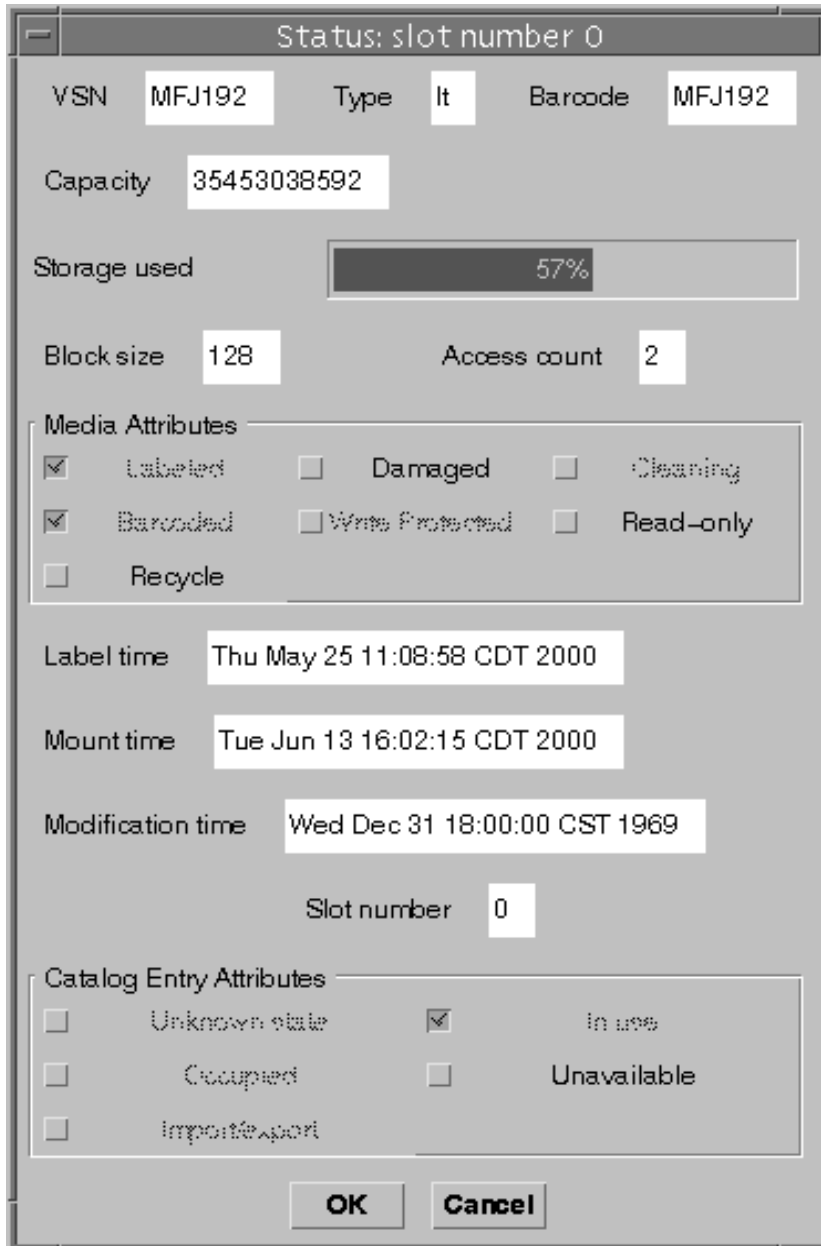 Status: slot number 0
VSN MFJ192 Type lt Barcode MFJ192
Capacity 35453038592
Storage used 57%
Block size 128 Access count 2
Media Attributes
Labeled Damaged Cleaning
Barcoded Write Protected Read-only
Recycle
Label time Thu May 25 11:08:58 CDT 2000
Mount time Tue Jun 13 16:02:15 CDT 2000
Modification time Wed Dec 31 18:00:00 CST 1969
Slot number 0
Catalog Entry Attributes
Unknown state In use
Occupied Unavailable
Import/export
OK Cancel